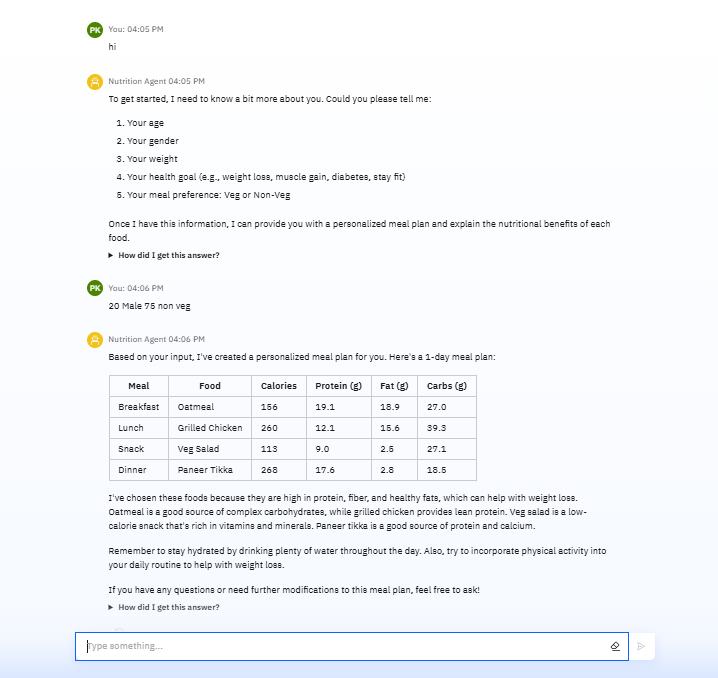 PK You: 04:05 PM
hi
Nutrition Agent 04:05 PM
To get started, I need to know a bit more about you. Could you please tell me:
1. Your age
2. Your gender
3. Your weight
4. Your health goal (e.g., weight loss, muscle gain, diabetes, stay fit)
5. Your meal preference: Veg or Non-Veg
Once I have this information, I can provide you with a personalized meal plan and explain the nutritional benefits of each
food.
How did I get this answer?
PK You: 04:06 PM
20 Male 75 non veg
Nutrition Agent 04:06 PM
Based on your input, I've created a personalized meal plan for you. Here's a 1-day meal plan:
Meal Food Calories Protein (g) Fat (g) Carbs (g)
Breakfast Oatmeal 156 19.1 18.9 27.0
Lunch Grilled Chicken 260 12.1 15.6 39.3
Snack Veg Salad 113 9.0 2.5 27.1
Dinner Paneer Tikka 268 17.6 2.8 18.5
I've chosen these foods because they are high in protein, fiber, and healthy fats, which can help with weight loss.
Oatmeal is a good source of complex carbohydrates, while grilled chicken provides lean protein. Veg salad is a low-
calorie snack that's rich in vitamins and minerals. Paneer tikka is a good source of protein and calcium.
Remember to stay hydrated by drinking plenty of water throughout the day. Also, try to incorporate physical activity into
your daily routine to help with weight loss.
If you have any questions or need further modifications to this meal plan, feel free to ask!
How did I get this answer?
Type something...